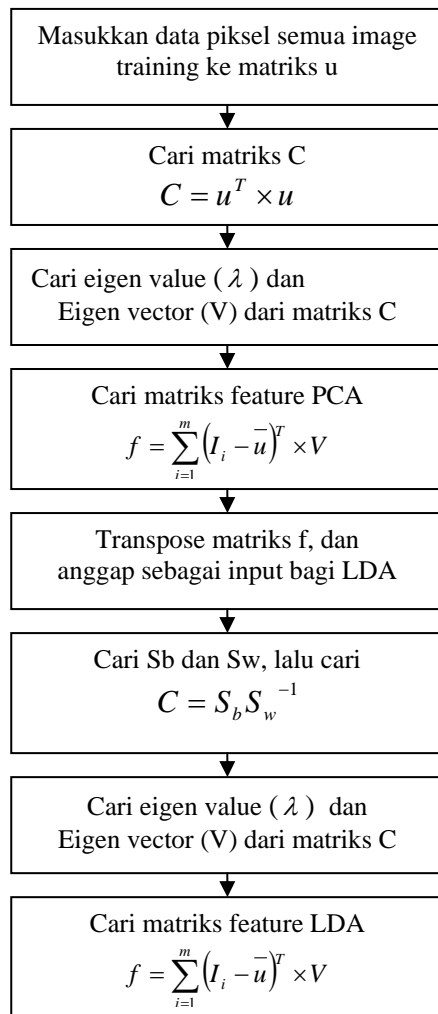 Masukkan data piksel semua image
training ke matriks u
Cari matriks C
C = u^T × u
Cari eigen value ( λ ) dan
Eigen vector (V) dari matriks C
Cari matriks feature PCA
f = ∑_{i=1}^{m} (I_i − u̅)^T × V
Transpose matriks f, dan
anggap sebagai input bagi LDA
Cari Sb dan Sw, lalu cari
C = S_b S_w^{-1}
Cari eigen value ( λ ) dan
Eigen vector (V) dari matriks C
Cari matriks feature LDA
f = ∑_{i=1}^{m} (I_i − u̅)^T × V